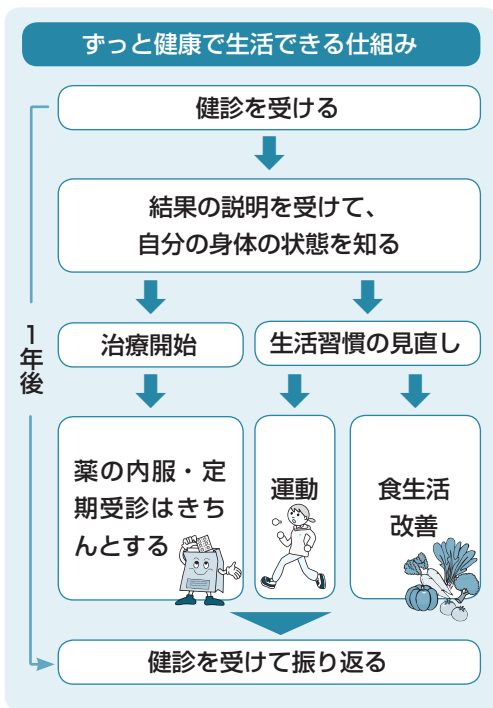 ずっと健康で生活できる仕組み
健診を受ける
結果の説明を受けて、
自分の身体の状態を知る
治療開始
生活習慣の見直し
1年後
薬の内服・定
期受診はきち
んとする
運動
食生活
改善
健診を受けて振り返る